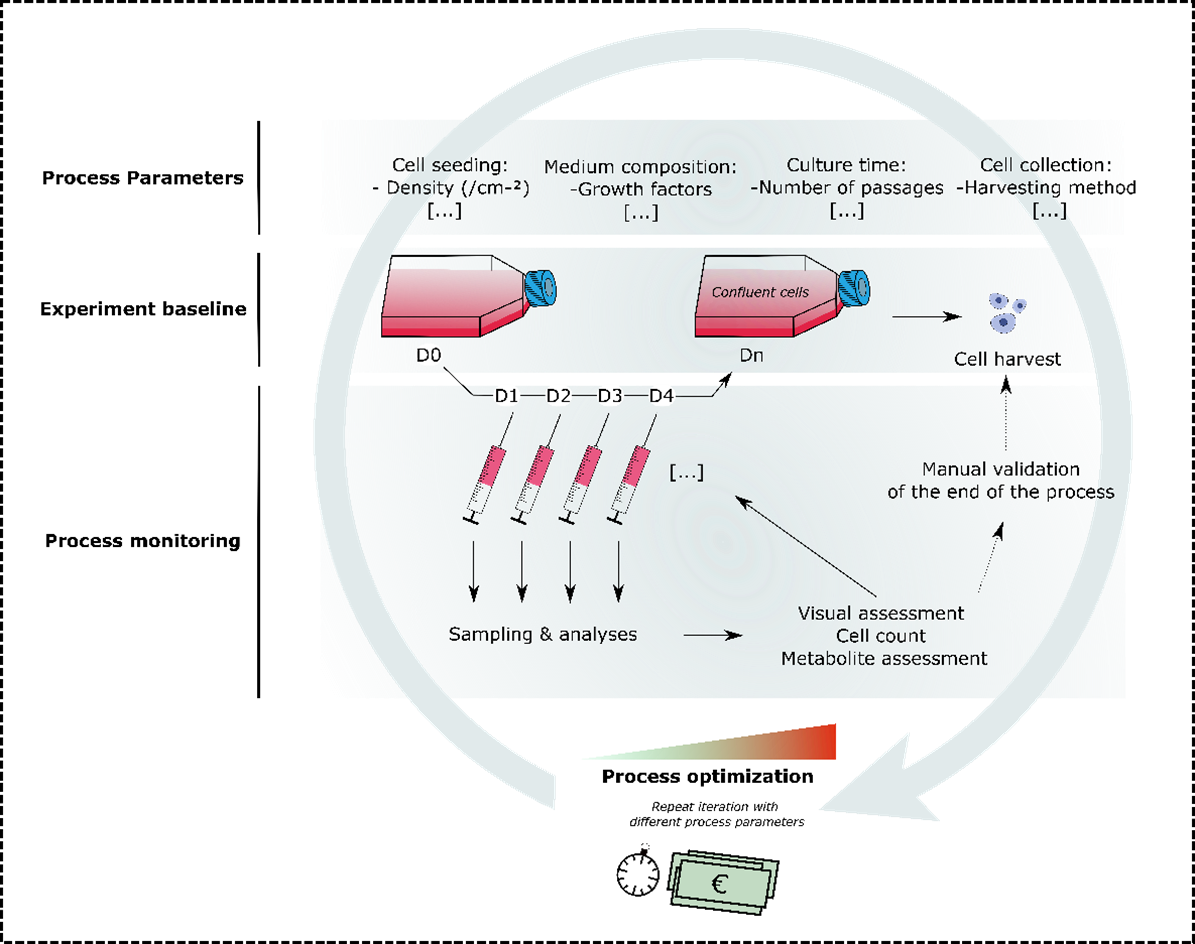 Process Parameters
Cell seeding:
- Density (/cm-²)
[...]
Medium composition:
-Growth factors
[...]
Culture time:
-Number of passages
[...]
Cell collection:
-Harvesting method
[...]
Experiment baseline
D0
Confluent cells
Dn
Cell harvest
Process monitoring
D1
D2
D3
D4
[...]
Manual validation
of the end of the process
Sampling & analyses
Visual assessment
Cell count
Metabolite assessment
Process optimization
Repeat iteration with
different process parameters
€